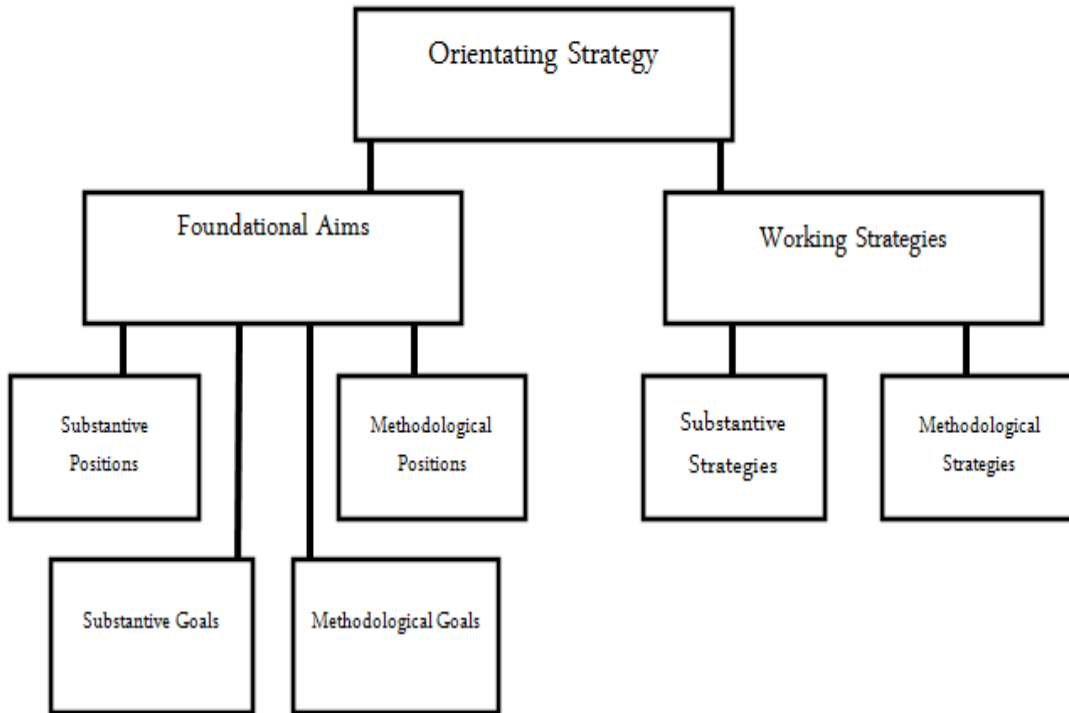 Orientating Strategy
Foundational Aims
Working Strategies
Substantive
Positions
Methodological
Positions
Substantive
Strategies
Methodological
Strategies
Substantive Goals
Methodological Goals